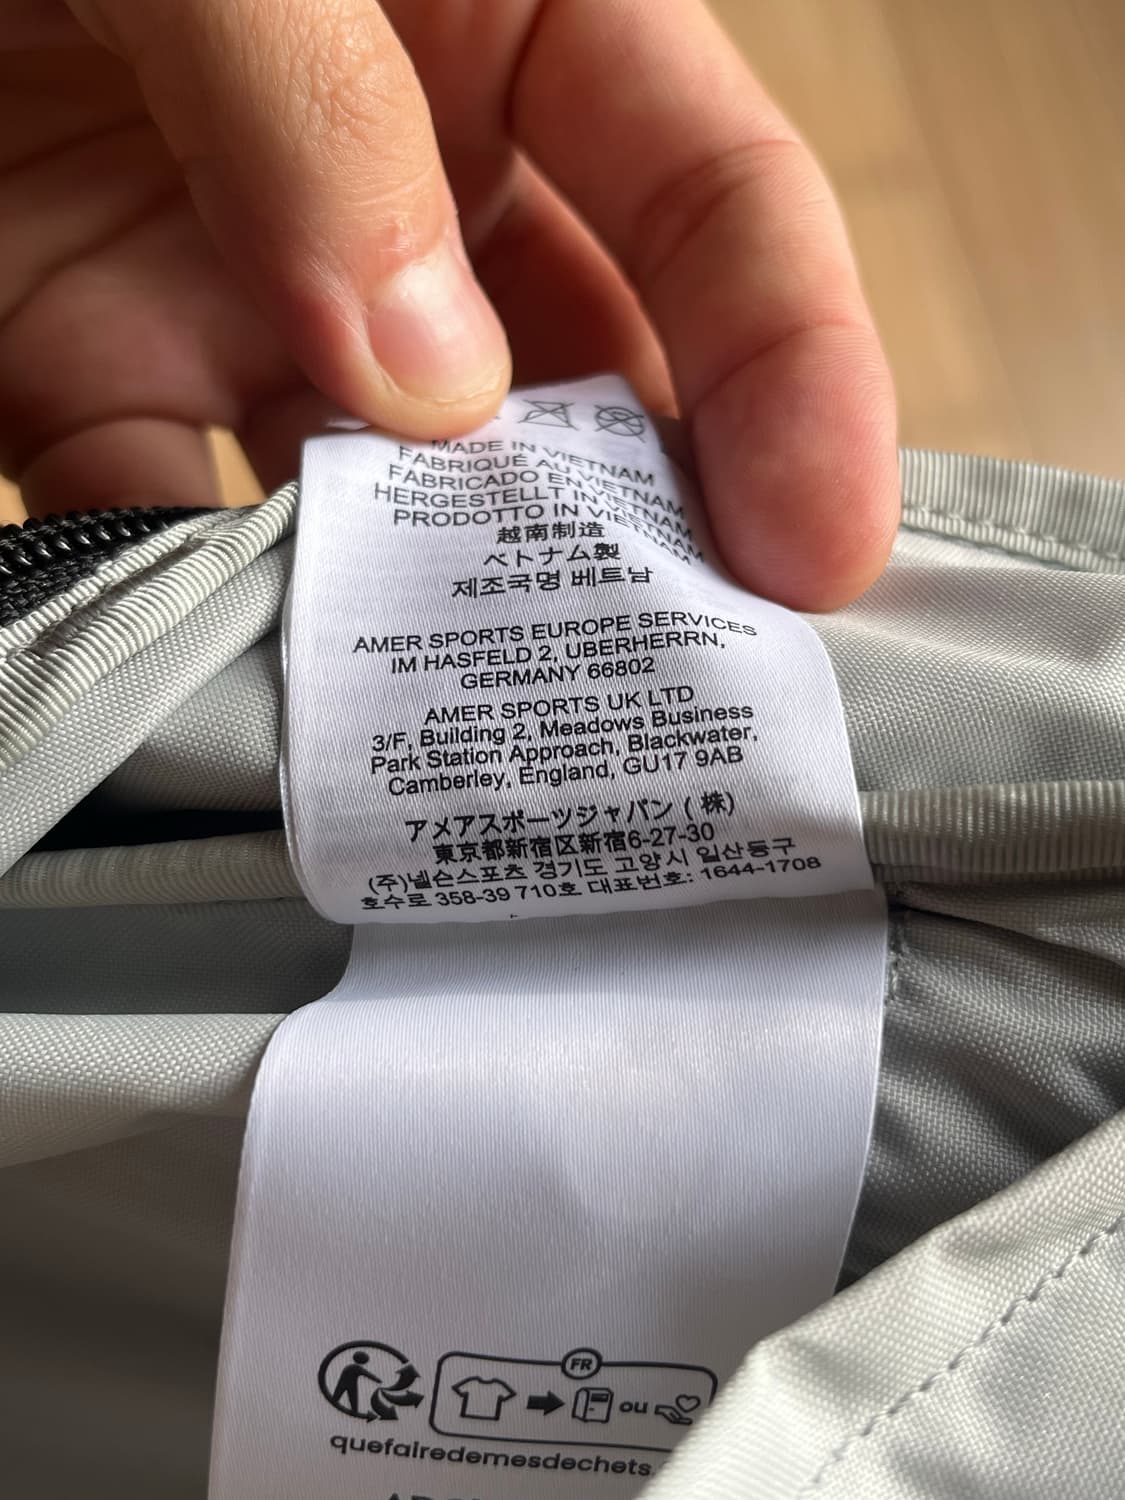 MADE IN VIETNAM
FABRIQUÉ AU VIETNAM
FABRICADO EN VIETNAM
HERGESTELLT IN VIETNAM
PRODOTTO IN VIETNAM
越南制造
ベトナム製
제조국명 베트남
AMER SPORTS EUROPE SERVICES
IM HASFELD 2, UBERHERRN,
GERMANY 66802
AMER SPORTS UK LTD
3/F, Building 2, Meadows Business
Park Station Approach, Blackwater,
Camberley, England, GU17 9AB
アメアスポーツジャパン (株)
東京都新宿区新宿6-27-30
(주)넬슨스포츠 경기도 고양시 일산동구
호수로 358-39 710호 대표번호: 1644-1708
FR
ou
quefairedemesdechets.